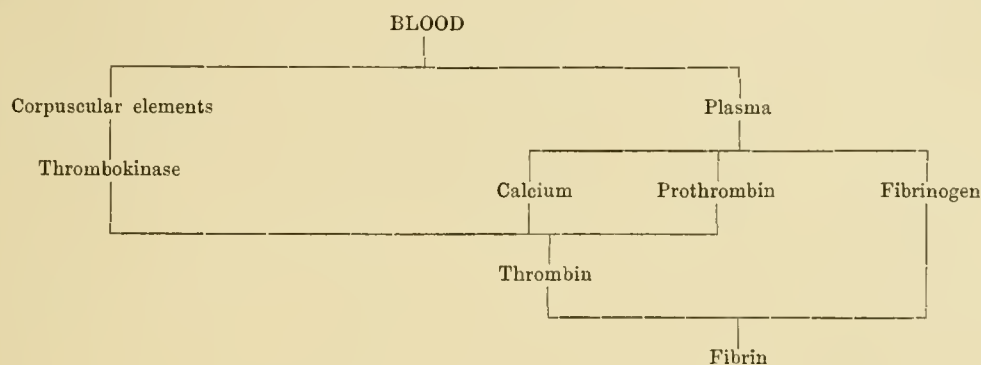 BLOOD
Corpuscular elements Plasma
Thrombokinase
Calcium Prothrombin Fibrinogen
Thrombin
Fibrin